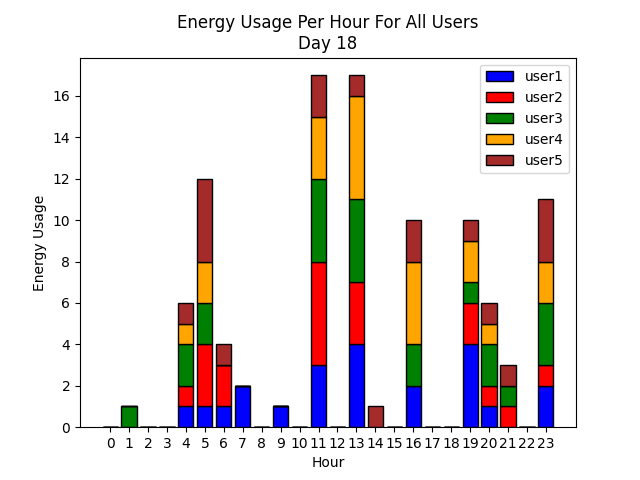 Energy Usage Per Hour For All Users
Day 18
user1
user2
user3
user4
user5
Energy Usage
16
14
12
10
8
6
4
2
0
0 1 2 3 4 5 6 7 8 9 10 11 12 13 14 15 16 17 18 19 20 21 22 23
Hour